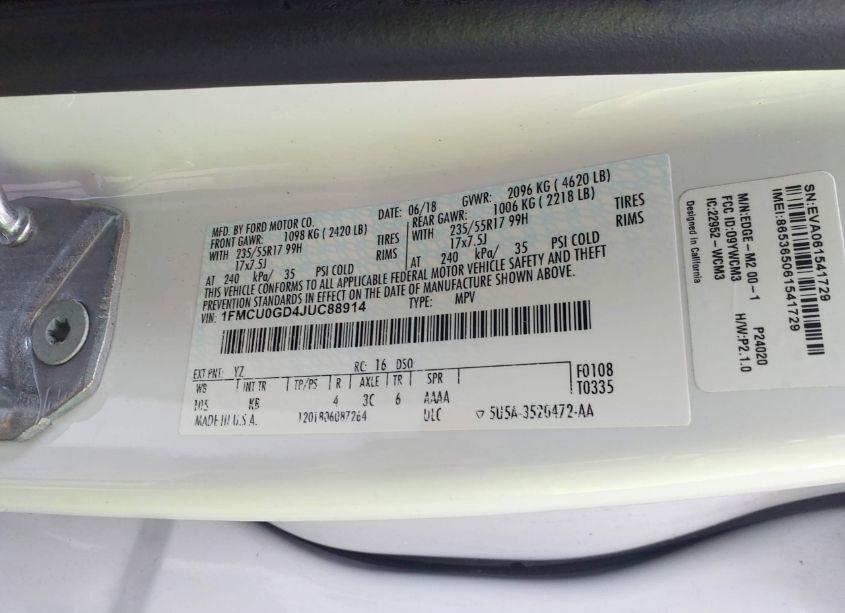 MFD. BY FORD MOTOR CO.
DATE: 06/18 GVWR: 2096 KG ( 4620 LB)
FRONT GAWR: 1098 KG ( 2420 LB)
REAR GAWR: 1006 KG ( 2218 LB)
WITH 235/55R17 99H TIRES
WITH 235/55R17 99H TIRES
17x7.5J RIMS
17x7.5J RIMS
AT 240 kPa/ 35 PSI COLD
AT 240 kPa/ 35 PSI COLD
THIS VEHICLE CONFORMS TO ALL APPLICABLE FEDERAL MOTOR VEHICLE SAFETY AND THEFT
PREVENTION STANDARDS IN EFFECT ON THE DATE OF MANUFACTURE SHOWN ABOVE.
VIN: 1FMCU0GD4JUC88914 TYPE: MPV
EXT PNT: YZ RC: 16 DSO: F0108
WB INT TR TP/PS R AXLE TR SPR T0335
105 KB 4 3C 6 AAAA
MADE IN U.S.A. ULC 5U5A-3520472-AA
SN:EVA061541729
IMEI:865365061541729
M/N:EDGE-M2 00-1 P24020
FCC ID:09YWCM3 H/W:P2.1.0
IC:22952-WCM3
Designed in California